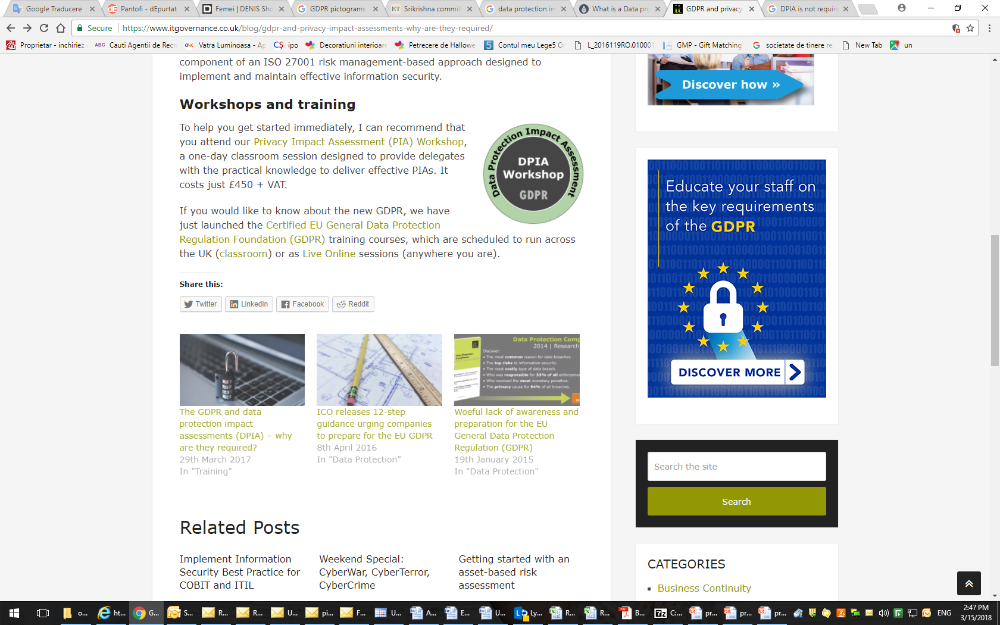 Google Traducere
Pantofi - dEpurtat
Femei | DENIS Sho
GDPR pictograms
Srikrishna commit
data protection im
What is a Data pro
GDPR and privacy
DPIA is not require
Secure
https://www.itgovernance.co.uk/blog/gdpr-and-privacy-impact-assessments-why-are-they-required/
Proprietar - inchiriez
Cauti Agentii de Recr
Vatra Luminoasa - Ap
ipo
Decoratiuni interioare
Petrecere de Hallowe
Contul meu Lege5 On
L_2016119RO.010001
GMP - Gift Matching
societate de tinere re
New Tab
un
component of an ISO 27001 risk management-based approach designed to
implement and maintain effective information security.
Workshops and training
To help you get started immediately, I can recommend that
you attend our Privacy Impact Assessment (PIA) Workshop,
a one-day classroom session designed to provide delegates
with the practical knowledge to deliver effective PIAs. It
costs just £450 + VAT.
Data Protection Impact Assessment
DPIA
Workshop
GDPR
If you would like to know about the new GDPR, we have
just launched the Certified EU General Data Protection
Regulation Foundation (GDPR) training courses, which are scheduled to run across
the UK (classroom) or as Live Online sessions (anywhere you are).
Share this:
Twitter
LinkedIn
Facebook
Reddit
Data Protection Comp
2014 | Research
Discover:
• The most common reason for data breaches.
• The top risks to information security.
• The most costly type of data breach.
• Who was responsible for 33% of all enforceme
• Who received the most monetary penalties.
• The primary cause for 94% of all breaches.
The GDPR and data
protection impact
assessments (DPIA) – why
are they required?
29th March 2017
In "Training"
ICO releases 12-step
guidance urging companies
to prepare for the EU GDPR
8th April 2016
In "Data Protection"
Woeful lack of awareness and
preparation for the EU
General Data Protection
Regulation (GDPR)
19th January 2015
In "Data Protection"
Related Posts
Implement Information
Security Best Practice for
COBIT and ITIL
Weekend Special:
CyberWar, CyberTerror,
CyberCrime
Getting started with an
asset-based risk
assessment
Discover how »
Educate your staff on
the key requirements
of the GDPR
DISCOVER MORE
Search the site
Search
CATEGORIES
Business Continuity
o...
ht...
G...
S...
R...
R...
U...
pi...
F...
U...
A...
E...
U...
Ly...
R...
R...
B...
C:...
pr...
pr...
pr...
ENG
2:47 PM
3/15/2018